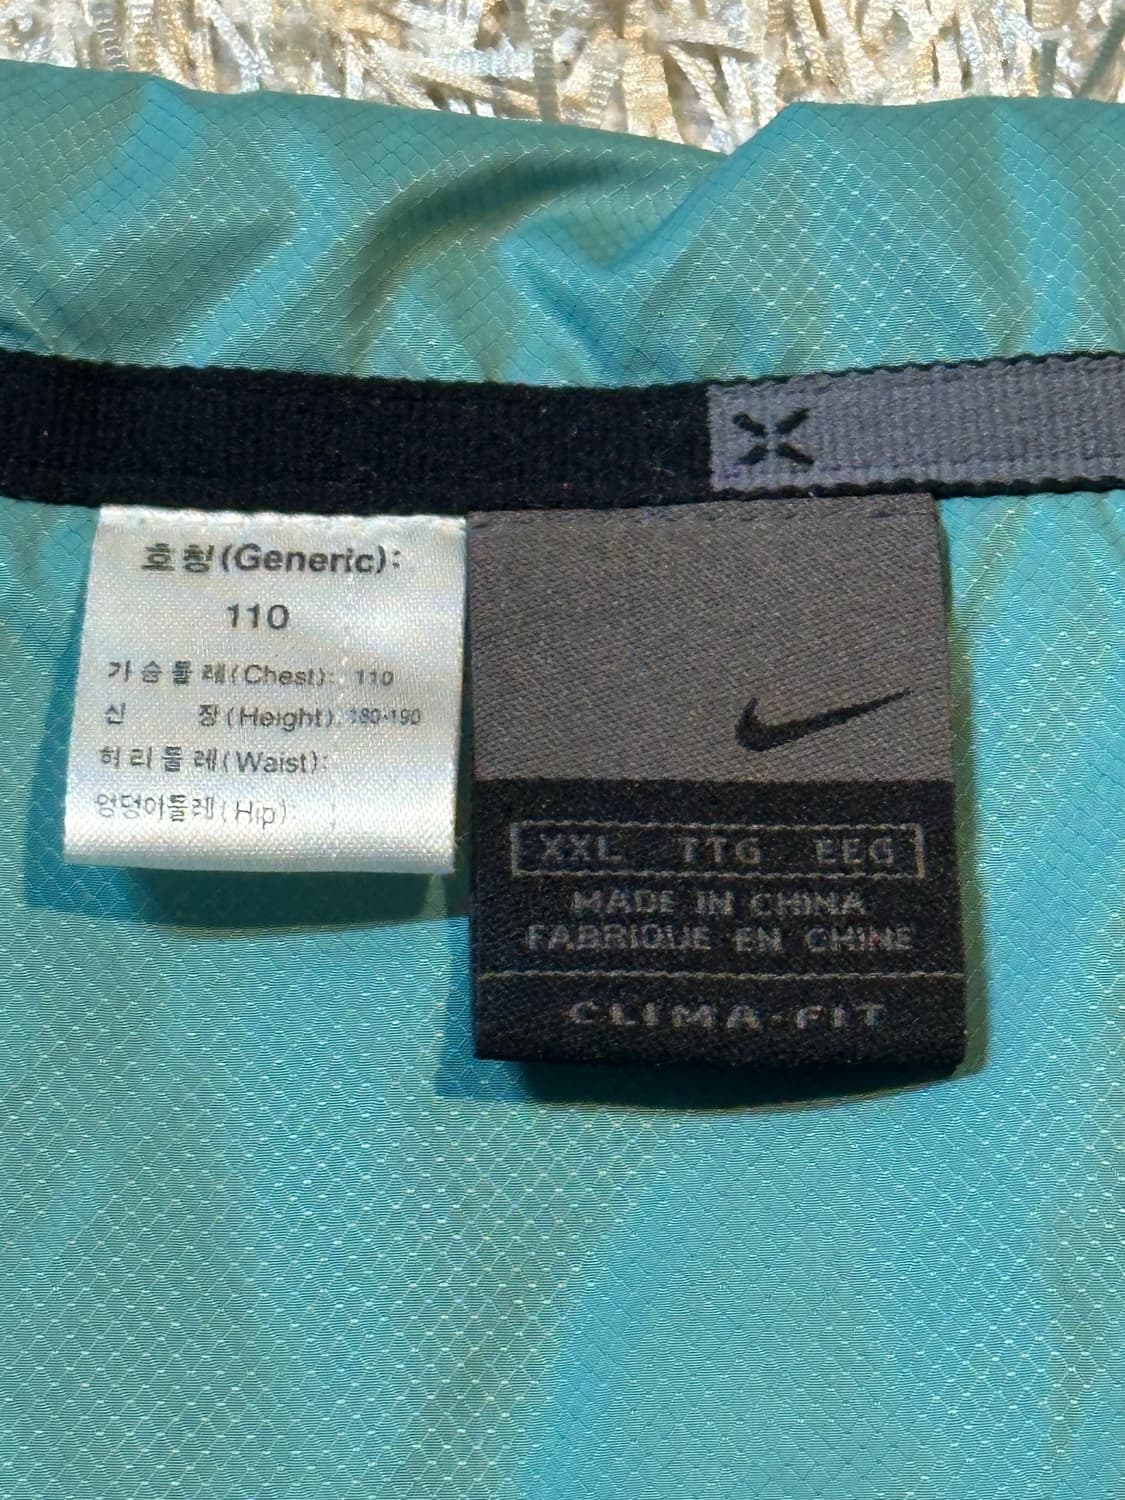 호칭(Generic):
110
가슴둘레(Chest): 110
신 장(Height): 180-190
허리둘레(Waist):
엉덩이둘레(Hip):
XXL TTG EEG
MADE IN CHINA
FABRIQUE EN CHINE
CLIMA-FIT